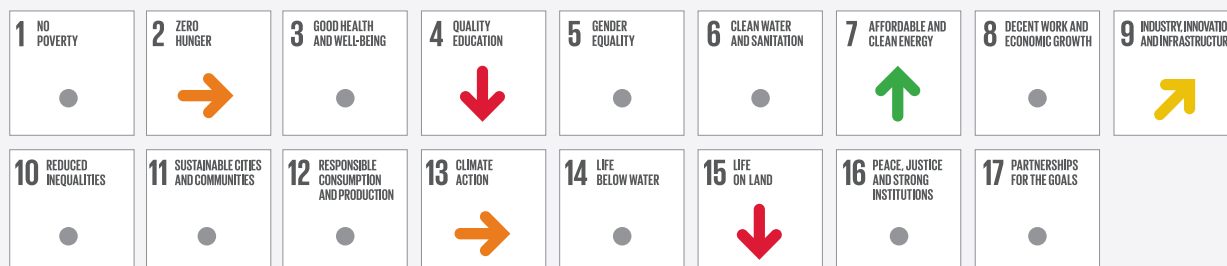 1 NO
POVERTY
2 ZERO
HUNGER
3 GOOD HEALTH
AND WELL-BEING
4 QUALITY
EDUCATION
5 GENDER
EQUALITY
6 CLEAN WATER
AND SANITATION
7 AFFORDABLE AND
CLEAN ENERGY
8 DECENT WORK AND
ECONOMIC GROWTH
9 INDUSTRY, INNOVATIO
AND INFRASTRUCTUR
10 REDUCED
INEQUALITIES
11 SUSTAINABLE CITIES
AND COMMUNITIES
12 RESPONSIBLE
CONSUMPTION
AND PRODUCTION
13 CLIMATE
ACTION
14 LIFE
BELOW WATER
15 LIFE
ON LAND
16 PEACE, JUSTICE
AND STRONG
INSTITUTIONS
17 PARTNERSHIPS
FOR THE GOALS